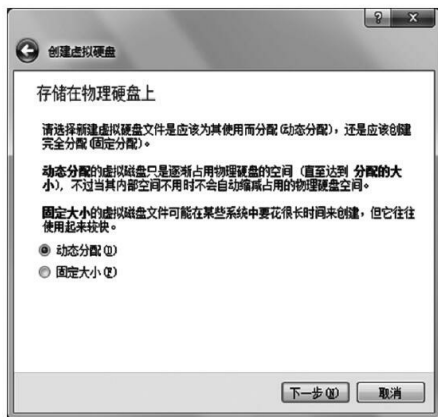 创建虚拟硬盘
存储在物理硬盘上
请选择新建虚拟硬盘文件是应该为其使用而分配(动态分配)，还是应该创建
完全分配(固定分配)。
动态分配的虚拟磁盘只是逐渐占用物理硬盘的空间（直至达到 分配的大
小），不过当其内部空间不用时不会自动缩减占用的物理硬盘空间。
固定大小的虚拟磁盘文件可能在某些系统中要花很长时间来创建，但它往往
使用起来较快。
动态分配(D)
固定大小(F)
下一步(N) 取消